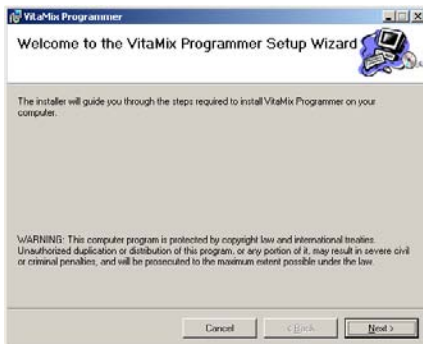 VitaMix Programmer
Welcome to the VitaMix Programmer Setup Wizard
The installer will guide you through the steps required to install VitaMix Programmer on your
computer.
WARNING: This computer program is protected by copyright law and international treaties.
Unauthorized duplication or distribution of this program, or any portion of it, may result in severe civil
or criminal penalties, and will be prosecuted to the maximum extent possible under the law.
Cancel
< Back
Next >